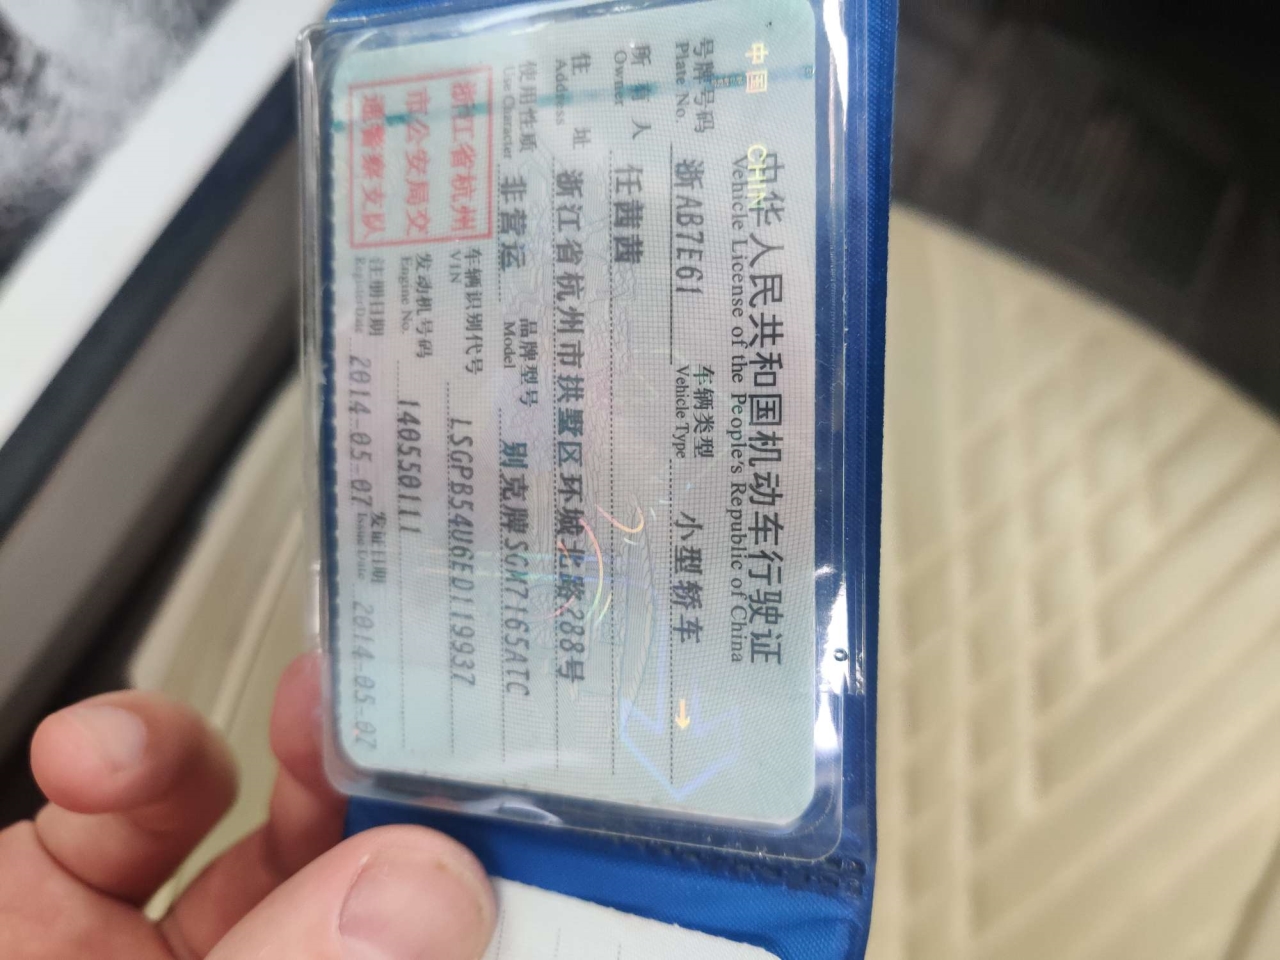 中国 CHIN
中华人民共和国机动车行驶证
Vehicle License of the People's Republic of China
号牌号码 浙AB7E61 车辆类型 小型轿车
Plate No. Vehicle Type
所有人 任茜茜
Owner
住址 浙江省杭州市拱墅区环城北路288号
Address
使用性质 非营运 品牌型号 别克牌SGM7165ATC
Use Character Model
浙江省杭州
市公安局交
通警察支队
车辆识别代号 LSGPB54U6ED119937
VIN
发动机号码 140550111
Engine No.
注册日期 2014-05-07 发证日期 2014-05-07
Register Date Issue Date